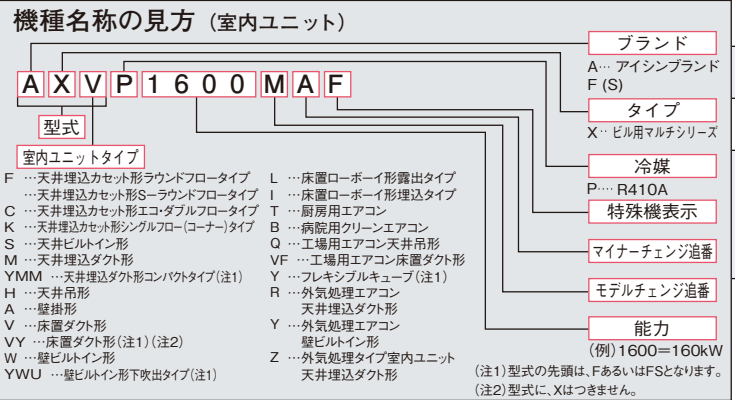 機種名称の見方（室内ユニット）
AXVP1600MAF
型式
室内ユニットタイプ
F …天井埋込カセット形ラウンドフロータイプ
…天井埋込カセット形S-ラウンドフロータイプ
C …天井埋込カセット形エコ・ダブルフロータイプ
K …天井埋込カセット形シングルフロー（コーナー）タイプ
S …天井ビルトイン形
M …天井埋込ダクト形
YMM …天井埋込ダクト形コンパクトタイプ（注1）
H …天井吊形
A …壁掛形
V …床置ダクト形
VY …床置ダクト形（注1）（注2）
W …壁ビルトイン形
YWU …壁ビルトイン形下吹出タイプ（注1）
L …床置ローボーイ形露出タイプ
I …床置ローボーイ形埋込タイプ
T …厨房用エアコン
B …病院用クリーンエアコン
Q …工場用エアコン天井吊形
VF …工場用エアコン床置ダクト形
Y …フレキシブルキューブ（注1）
R …外気処理エアコン
天井埋込ダクト形
Y …外気処理エアコン
壁ビルトイン形
Z …外気処理タイプ室内ユニット
天井埋込ダクト形
ブランド
A… アイシンブランド
F (S)
タイプ
X‥ ビル用マルチシリーズ
冷媒
P…‥ R410A
特殊機表示
マイナーチェンジ追番
モデルチェンジ追番
能力
（例）1600＝160kW
（注1）型式の先頭は、FあるいはFSとなります。
（注2）型式に、Xはつきません。